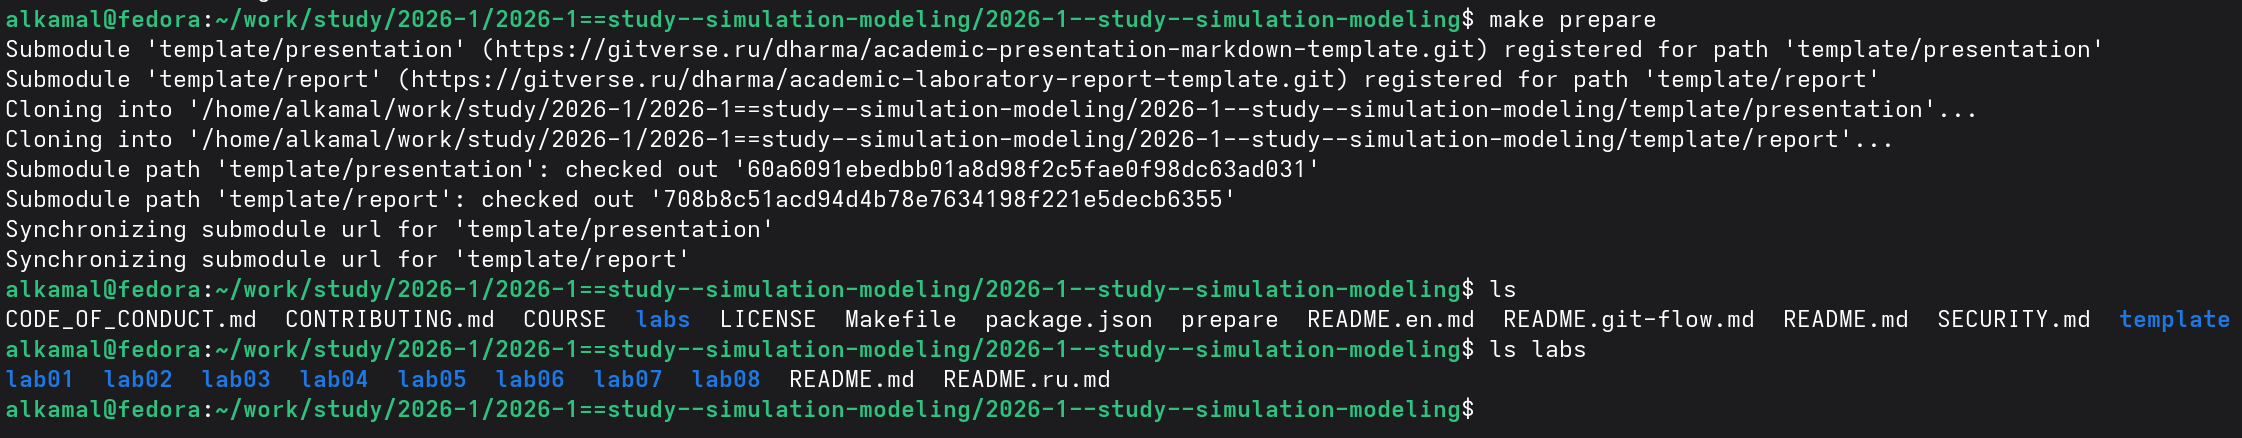 alkamal@fedora:~/work/study/2026-1/2026-1==study--simulation-modeling/2026-1--study--simulation-modeling$ make prepare
Submodule 'template/presentation' (https://gitverse.ru/dharma/academic-presentation-markdown-template.git) registered for path 'template/presentation'
Submodule 'template/report' (https://gitverse.ru/dharma/academic-laboratory-report-template.git) registered for path 'template/report'
Cloning into '/home/alkamal/work/study/2026-1/2026-1==study--simulation-modeling/2026-1--study--simulation-modeling/template/presentation'...
Cloning into '/home/alkamal/work/study/2026-1/2026-1==study--simulation-modeling/2026-1--study--simulation-modeling/template/report'...
Submodule path 'template/presentation': checked out '60a6091ebedbb01a8d98f2c5fae0f98dc63ad031'
Submodule path 'template/report': checked out '708b8c51acd94d4b78e7634198f221e5decb6355'
Synchronizing submodule url for 'template/presentation'
Synchronizing submodule url for 'template/report'
alkamal@fedora:~/work/study/2026-1/2026-1==study--simulation-modeling/2026-1--study--simulation-modeling$ ls
CODE_OF_CONDUCT.md  CONTRIBUTING.md  COURSE  labs  LICENSE  Makefile  package.json  prepare  README.en.md  README.git-flow.md  README.md  SECURITY.md  template
alkamal@fedora:~/work/study/2026-1/2026-1==study--simulation-modeling/2026-1--study--simulation-modeling$ ls labs
lab01  lab02  lab03  lab04  lab05  lab06  lab07  lab08  README.md  README.ru.md
alkamal@fedora:~/work/study/2026-1/2026-1==study--simulation-modeling/2026-1--study--simulation-modeling$